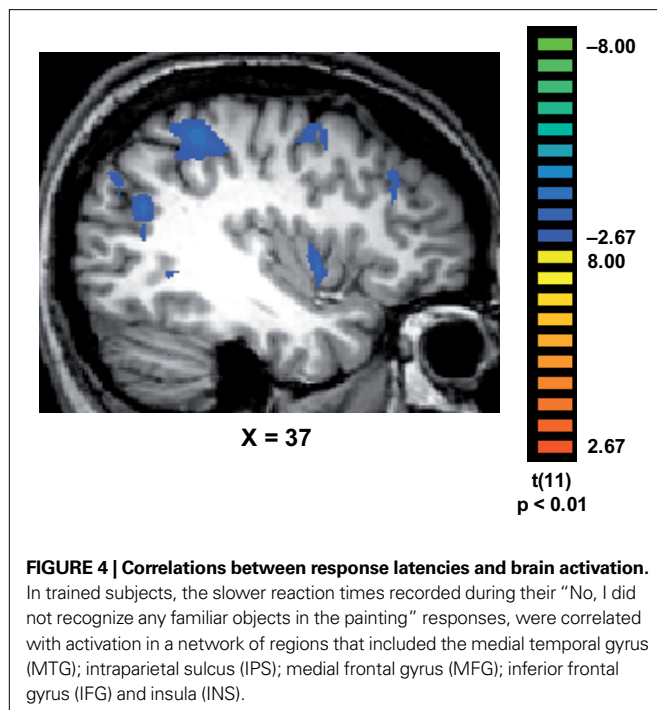 –8.00
–2.67
8.00
2.67
t(11)
p < 0.01
X = 37
FIGURE 4 | Correlations between response latencies and brain activation.
In trained subjects, the slower reaction times recorded during their “No, I did
not recognize any familiar objects in the painting” responses, were correlated
with activation in a network of regions that included the medial temporal gyrus
(MTG); intraparietal sulcus (IPS); medial frontal gyrus (MFG); inferior frontal
gyrus (IFG) and insula (INS).